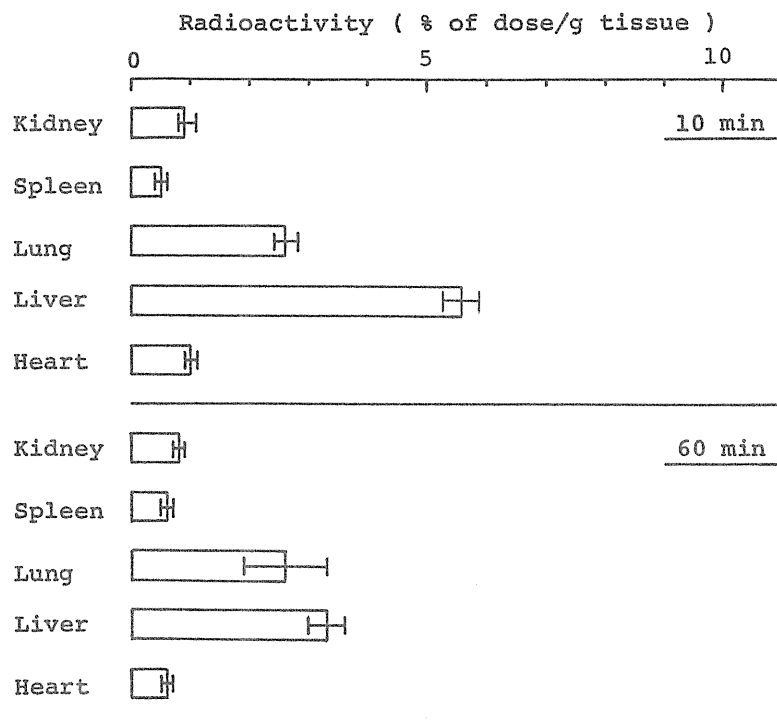 Radioactivity ( % of dose/g tissue )
0 5 10
Kidney 10 min
Spleen
Lung
Liver
Heart
Kidney 60 min
Spleen
Lung
Liver
Heart